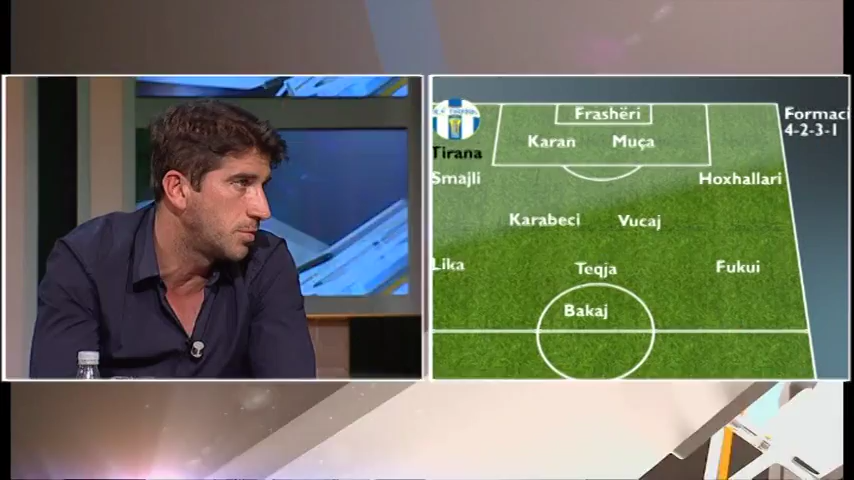 Frashëri
Formaci
4-2-3-1
Karan
Muça
Tirana
Smajli
Hoxhallari
Karabeci
Vucaj
Lika
Teqja
Fukui
Bakaj